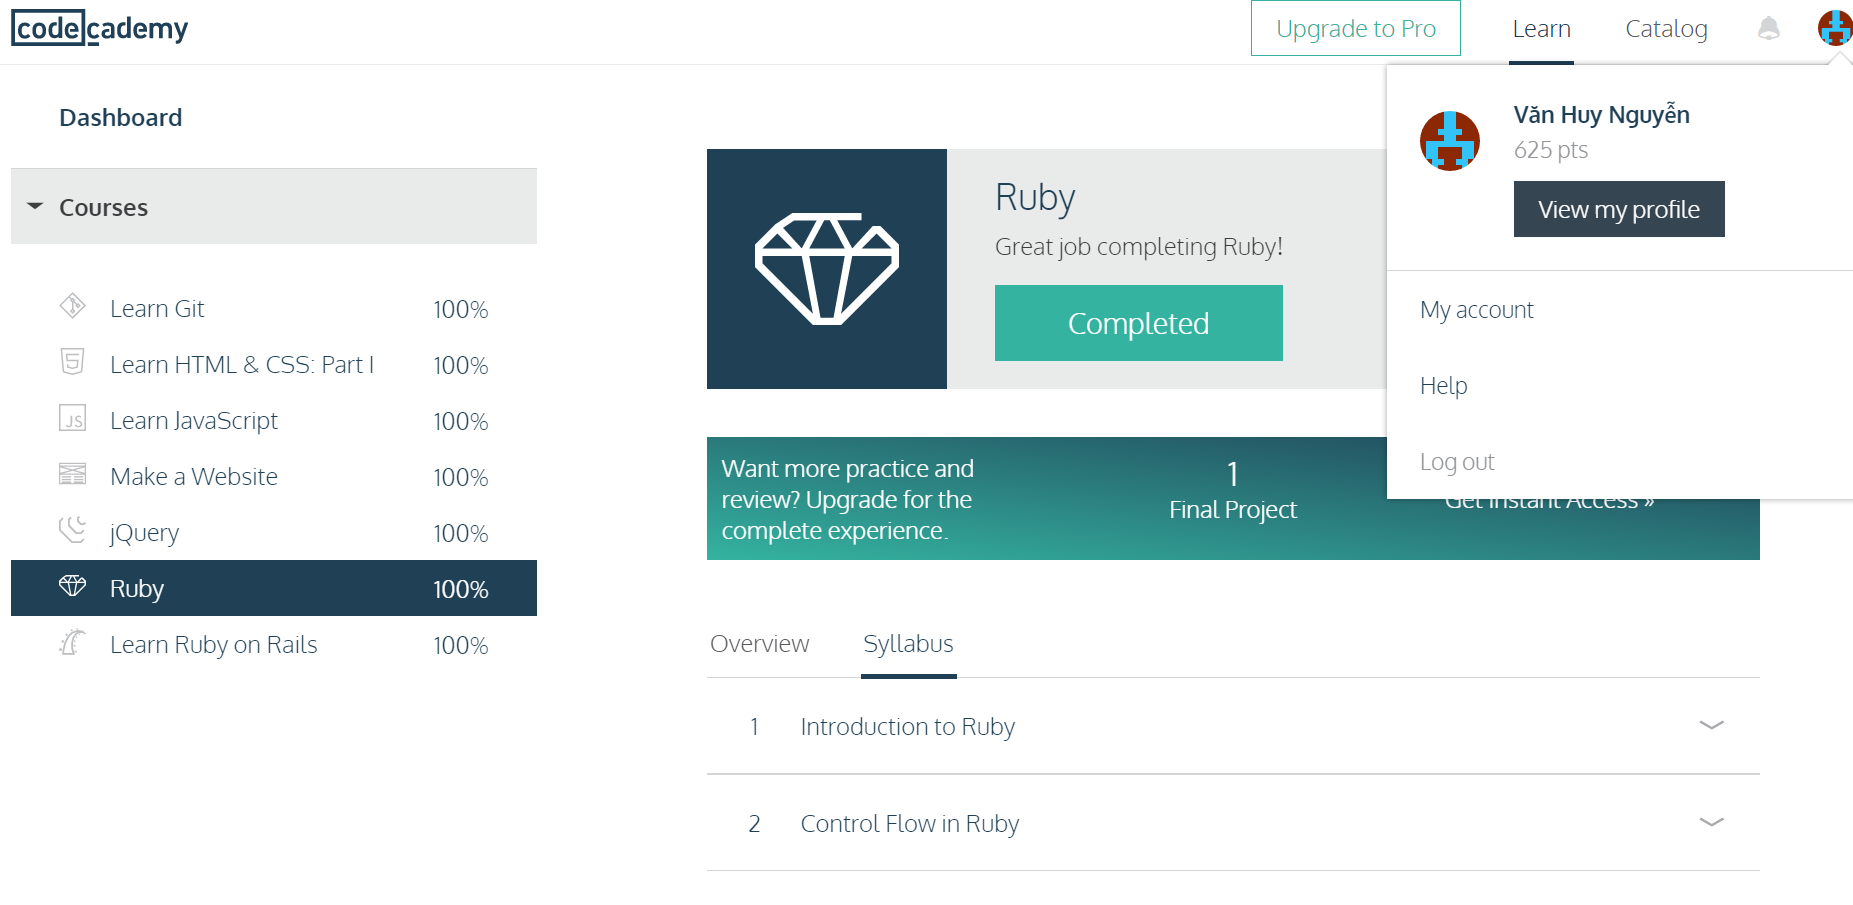 codecademy
Upgrade to Pro
Learn
Catalog
Dashboard
Courses
Learn Git 100%
Learn HTML & CSS: Part I 100%
JS Learn JavaScript 100%
Make a Website 100%
jQuery 100%
Ruby 100%
Learn Ruby on Rails 100%
Ruby
Great job completing Ruby!
Completed
Văn Huy Nguyễn
625 pts
View my profile
My account
Help
Log out
Want more practice and
review? Upgrade for the
complete experience.
1
Final Project
Get Instant Access »
Overview
Syllabus
1 Introduction to Ruby
2 Control Flow in Ruby